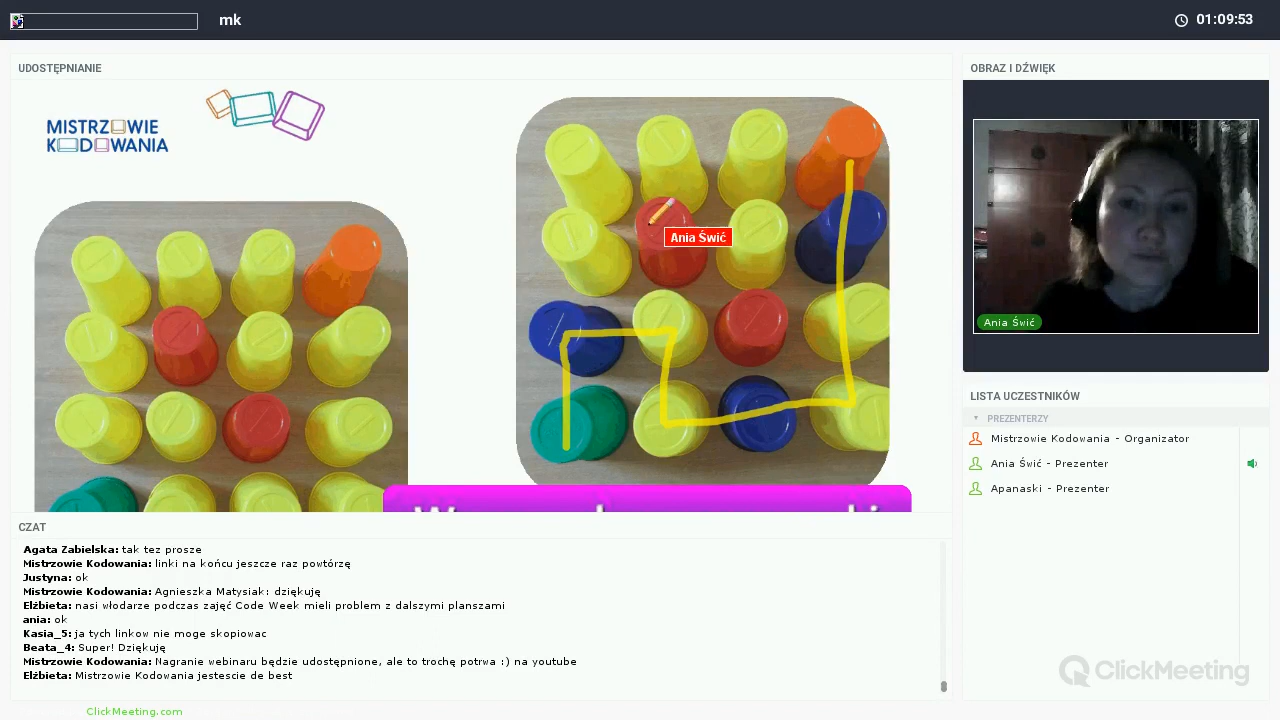 mk
01:09:53
UDOSTĘPNIANIE
MISTRZOWIE
KODOWANIA
Ania Świć
CZAT
Agata Zabielska: tak tez prosze
Mistrzowie Kodowania: linki na końcu jeszcze raz powtórzę
Justyna: ok
Mistrzowie Kodowania: Agnieszka Matysiak: dziękuję
Elżbieta: nasi włodarze podczas zajęć Code Week mieli problem z dalszymi planszami
ania: ok
Kasia_5: ja tych linkow nie moge skopiowac
Beata_4: Super! Dziękuję
Mistrzowie Kodowania: Nagranie webinaru będzie udostępnione, ale to trochę potrwa :) na youtube
Elżbieta: Mistrzowie Kodowania jestescie de best
ClickMeeting.com
OBRAZ I DŹWIĘK
Ania Świć
LISTA UCZESTNIKÓW
PREZENTERZY
Mistrzowie Kodowania - Organizator
Ania Świć - Prezenter
Apanaski - Prezenter
ClickMeeting